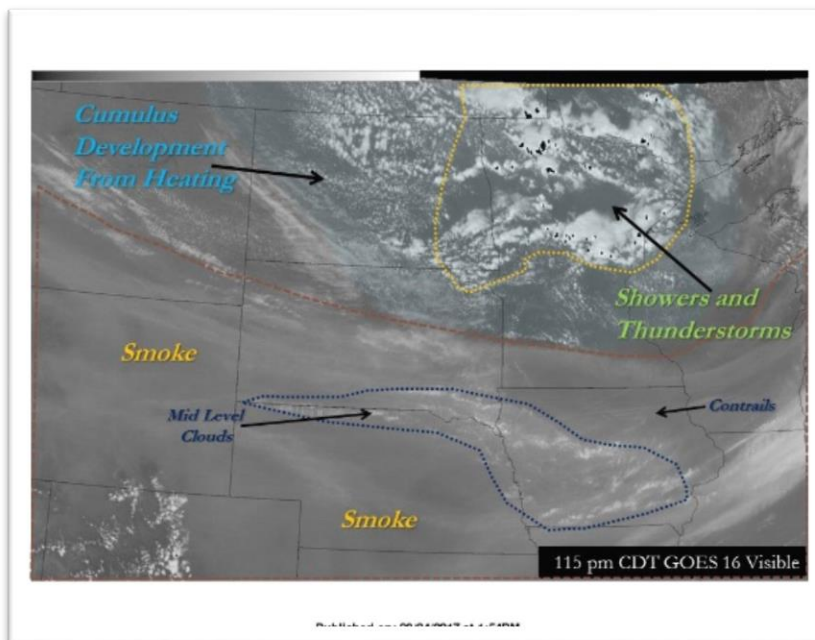 Cumulus
Development
From Heating
Showers and
Thunderstorms
Smoke
Mid Level
Clouds
Contrails
Smoke
115 pm CDT GOES 16 Visible